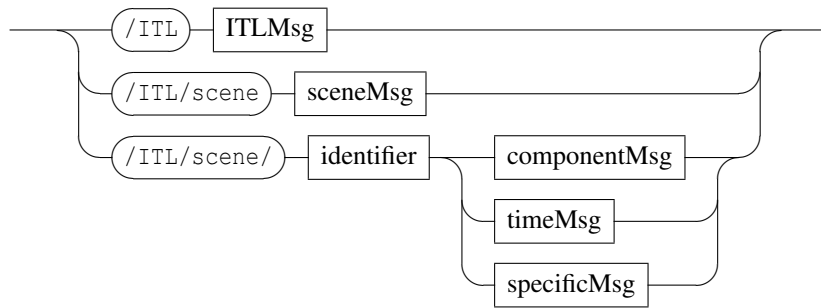 /ITL ITLMsg
/ITL/scene sceneMsg
/ITL/scene/ identifier componentMsg
timeMsg
specificMsg